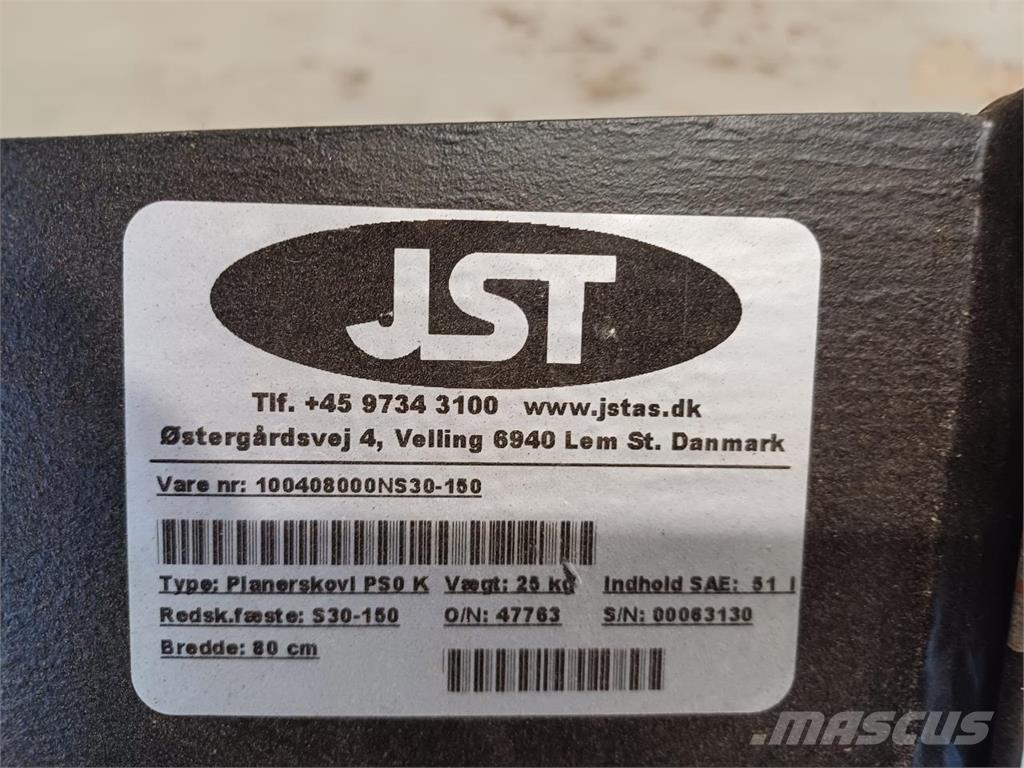 JST
Tlf. +45 9734 3100 www.jstas.dk
Østergårdsvej 4, Velling 6940 Lem St. Danmark
Vare nr: 100408000NS30-150
Type: Planerskovl PS0 K Vægt: 25 kg Indhold SAE: 51 l
Redsk.fæste: S30-150 O/N: 47763 S/N: 00063130
Bredde: 80 cm
MASCUS